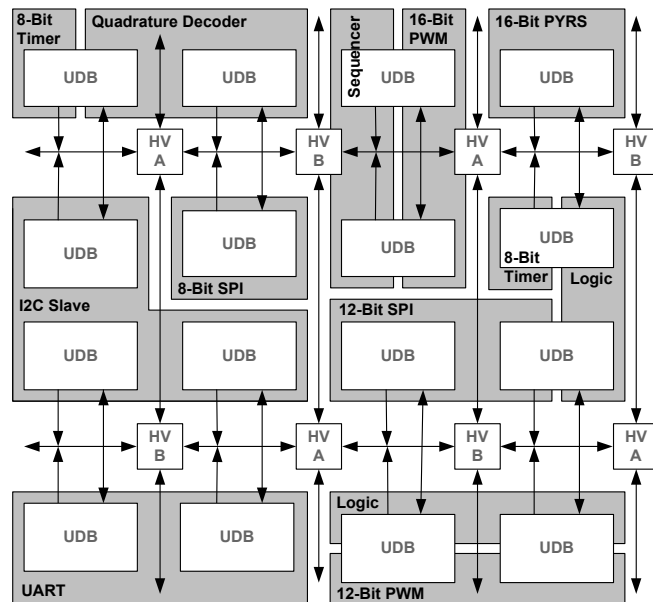 8-Bit
Timer
Quadrature Decoder
Sequencer
16-Bit
PWM
16-Bit PYRS
UDB
UDB
UDB
UDB
HV
A
HV
B
HV
A
HV
B
UDB
UDB
UDB
UDB
8-Bit
Timer
Logic
8-Bit SPI
I2C Slave
12-Bit SPI
UDB
UDB
UDB
UDB
HV
B
HV
A
HV
B
HV
A
Logic
UDB
UDB
UDB
UDB
UART
12-Bit PWM